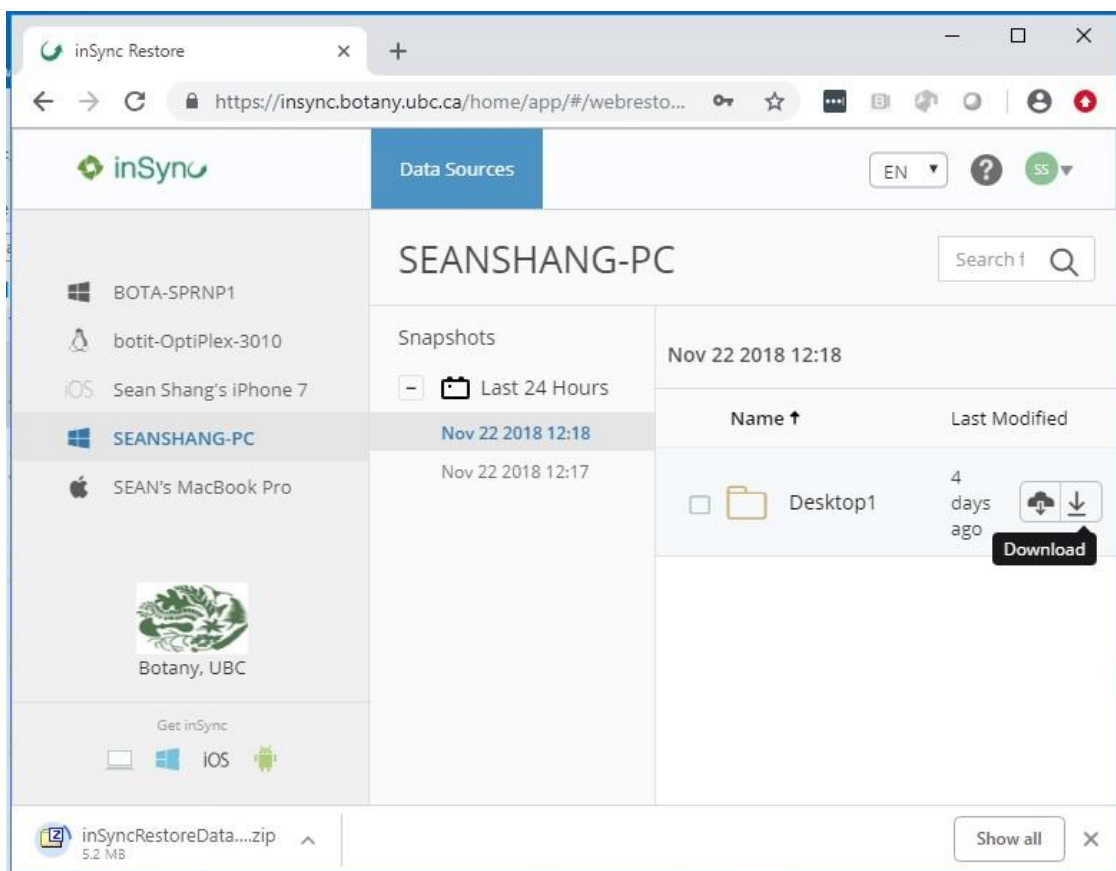 inSync Restore
https://insync.botany.ubc.ca/home/app/#/webresto...
inSync
Data Sources
EN
?
SS
SEANSHANG-PC
Search f
BOTA-SPRNP1
botit-OptiPlex-3010
iOS Sean Shang's iPhone 7
SEANSHANG-PC
SEAN's MacBook Pro
Snapshots
Last 24 Hours
Nov 22 2018 12:18
Nov 22 2018 12:17
Nov 22 2018 12:18
Name Last Modified
Desktop1
4
days
ago
Download
Botany, UBC
Get inSync
iOS
inSyncRestoreData....zip
5.2 MB
Show all